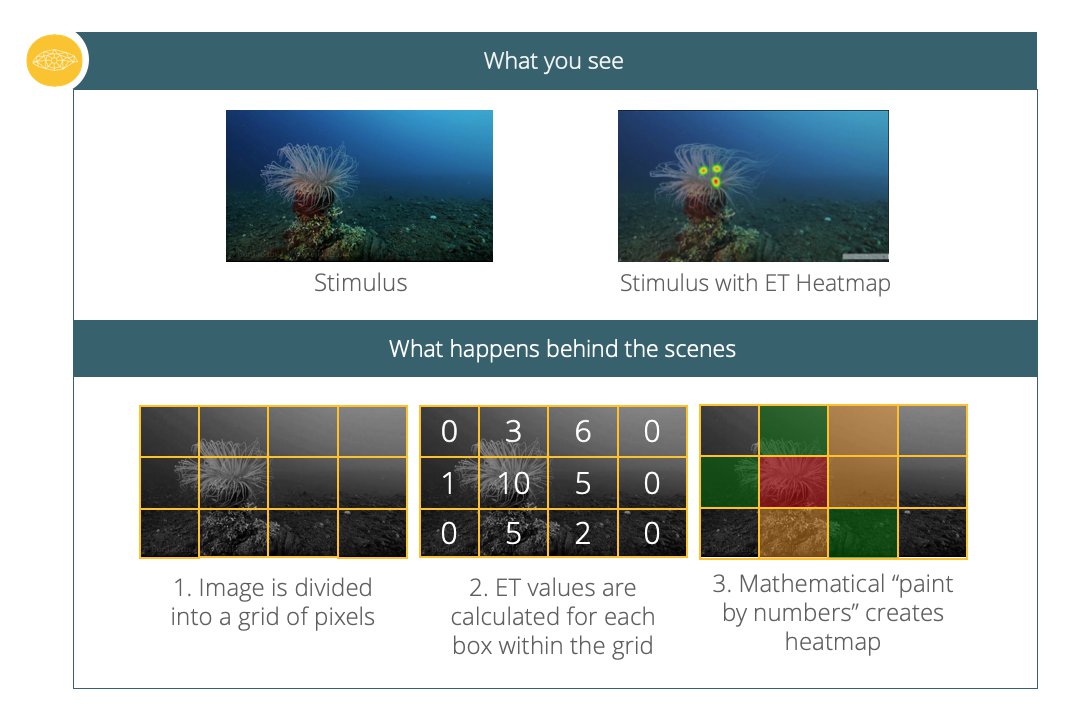 What you see
Stimulus
Stimulus with ET Heatmap
What happens behind the scenes
0 3 6 0
1 10 5 0
0 5 2 0
1. Image is divided
into a grid of pixels
2. ET values are
calculated for each
box within the grid
3. Mathematical “paint
by numbers” creates
heatmap